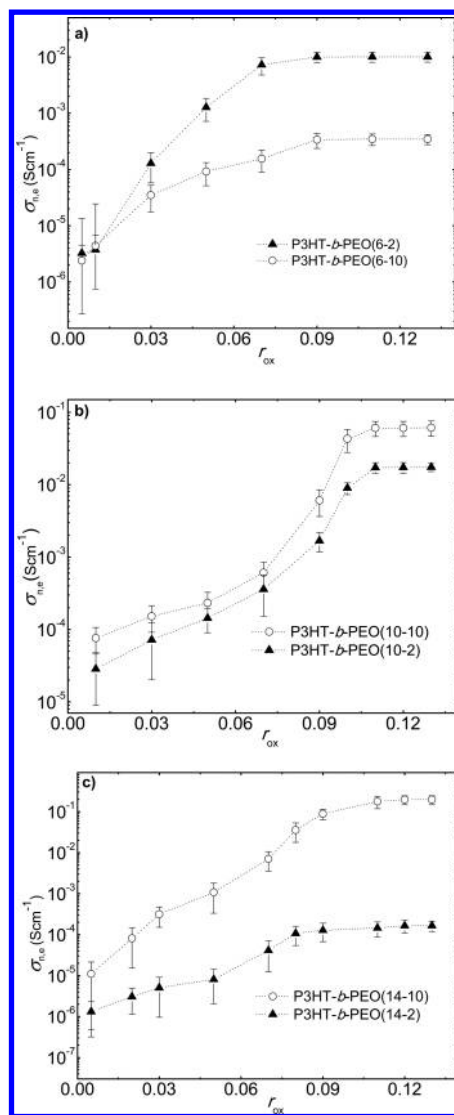 a)
10⁻²
10⁻³
10⁻⁴
10⁻⁵
10⁻⁶
σn,e (Scm⁻¹)
P3HT-b-PEO(6-2)
P3HT-b-PEO(6-10)
0.00 0.03 0.06 0.09 0.12
rox
b)
10⁻¹
10⁻²
10⁻³
10⁻⁴
10⁻⁵
σn,e (Scm⁻¹)
P3HT-b-PEO(10-10)
P3HT-b-PEO(10-2)
0.00 0.03 0.06 0.09 0.12
rox
c)
10⁻¹
10⁻²
10⁻³
10⁻⁴
10⁻⁵
10⁻⁶
10⁻⁷
σn,e (Scm⁻¹)
P3HT-b-PEO(14-10)
P3HT-b-PEO(14-2)
0.00 0.03 0.06 0.09 0.12
rox